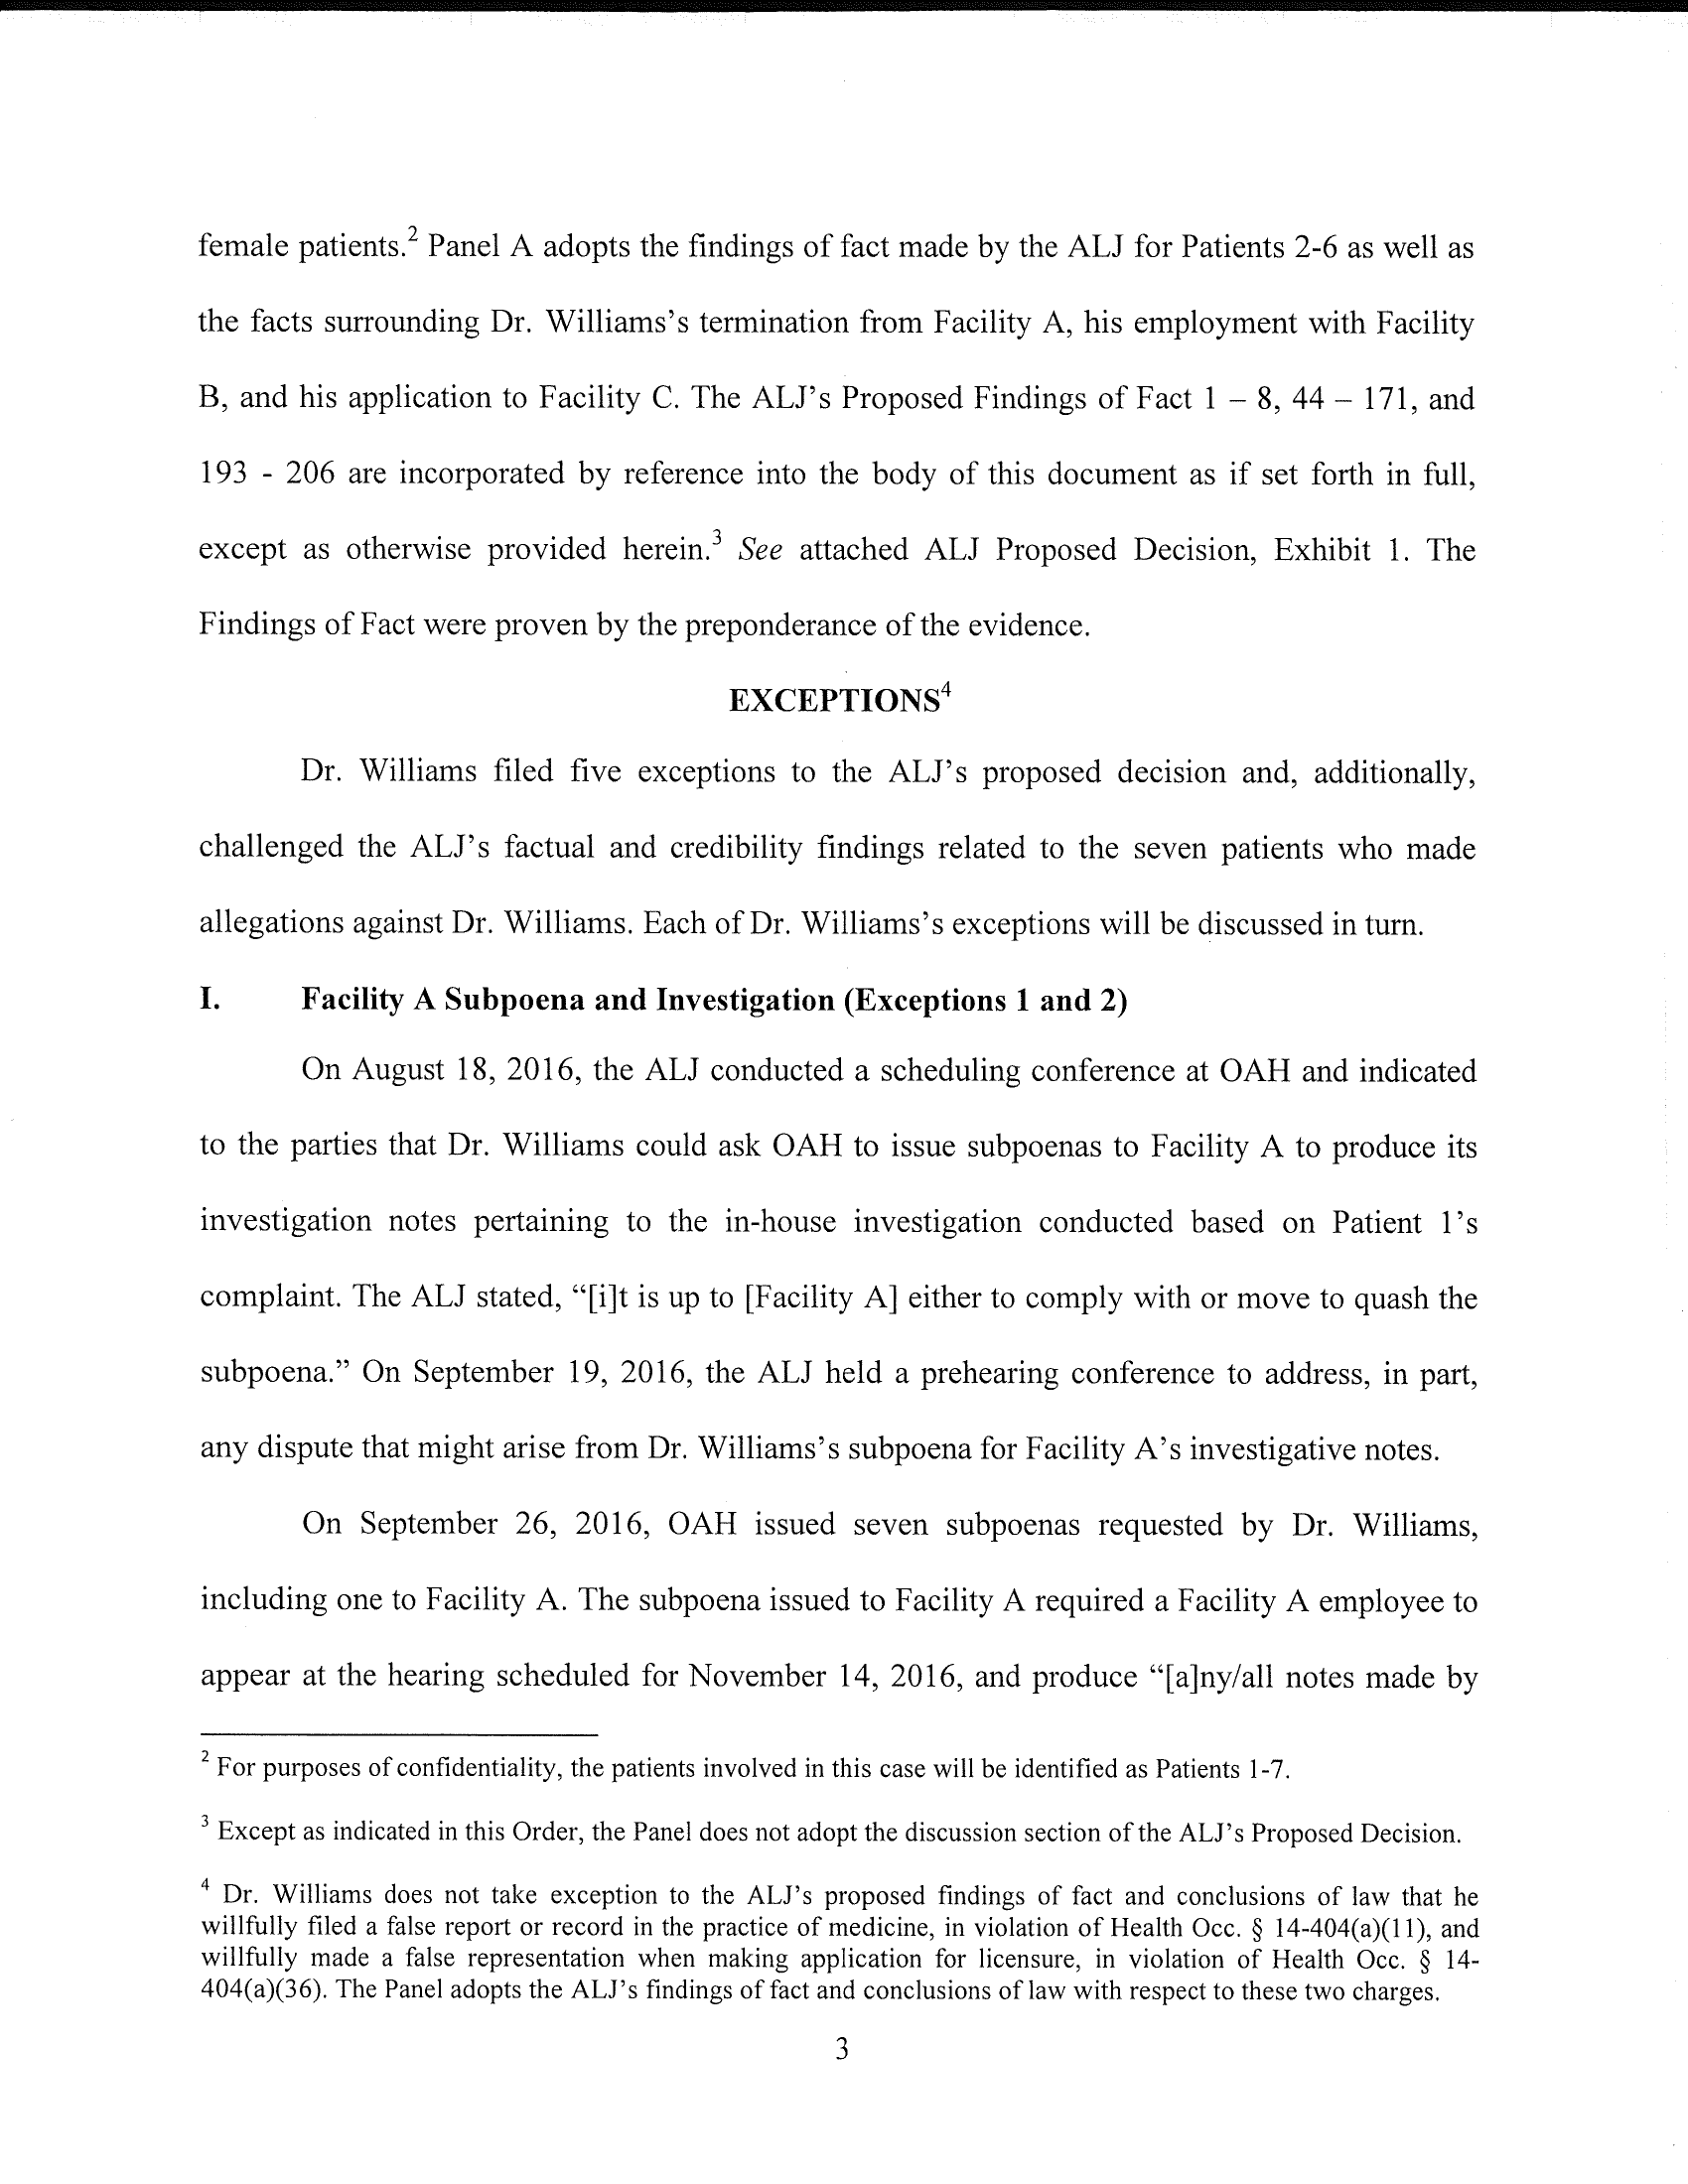 female patients.² Panel A adopts the findings of fact made by the ALJ for Patients 2-6 as well as
the facts surrounding Dr. Williams's termination from Facility A, his employment with Facility
B, and his application to Facility C. The ALJ's Proposed Findings of Fact 1 – 8, 44 – 171, and
193 - 206 are incorporated by reference into the body of this document as if set forth in full,
except as otherwise provided herein.³ See attached ALJ Proposed Decision, Exhibit 1. The
Findings of Fact were proven by the preponderance of the evidence.
EXCEPTIONS⁴
Dr. Williams filed five exceptions to the ALJ's proposed decision and, additionally,
challenged the ALJ's factual and credibility findings related to the seven patients who made
allegations against Dr. Williams. Each of Dr. Williams's exceptions will be discussed in turn.
I. Facility A Subpoena and Investigation (Exceptions 1 and 2)
On August 18, 2016, the ALJ conducted a scheduling conference at OAH and indicated
to the parties that Dr. Williams could ask OAH to issue subpoenas to Facility A to produce its
investigation notes pertaining to the in-house investigation conducted based on Patient 1's
complaint. The ALJ stated, “[i]t is up to [Facility A] either to comply with or move to quash the
subpoena.” On September 19, 2016, the ALJ held a prehearing conference to address, in part,
any dispute that might arise from Dr. Williams's subpoena for Facility A's investigative notes.
On September 26, 2016, OAH issued seven subpoenas requested by Dr. Williams,
including one to Facility A. The subpoena issued to Facility A required a Facility A employee to
appear at the hearing scheduled for November 14, 2016, and produce “[a]ny/all notes made by
² For purposes of confidentiality, the patients involved in this case will be identified as Patients 1-7.
³ Except as indicated in this Order, the Panel does not adopt the discussion section of the ALJ's Proposed Decision.
⁴ Dr. Williams does not take exception to the ALJ's proposed findings of fact and conclusions of law that he
willfully filed a false report or record in the practice of medicine, in violation of Health Occ. § 14-404(a)(11), and
willfully made a false representation when making application for licensure, in violation of Health Occ. § 14-
404(a)(36). The Panel adopts the ALJ's findings of fact and conclusions of law with respect to these two charges.
3